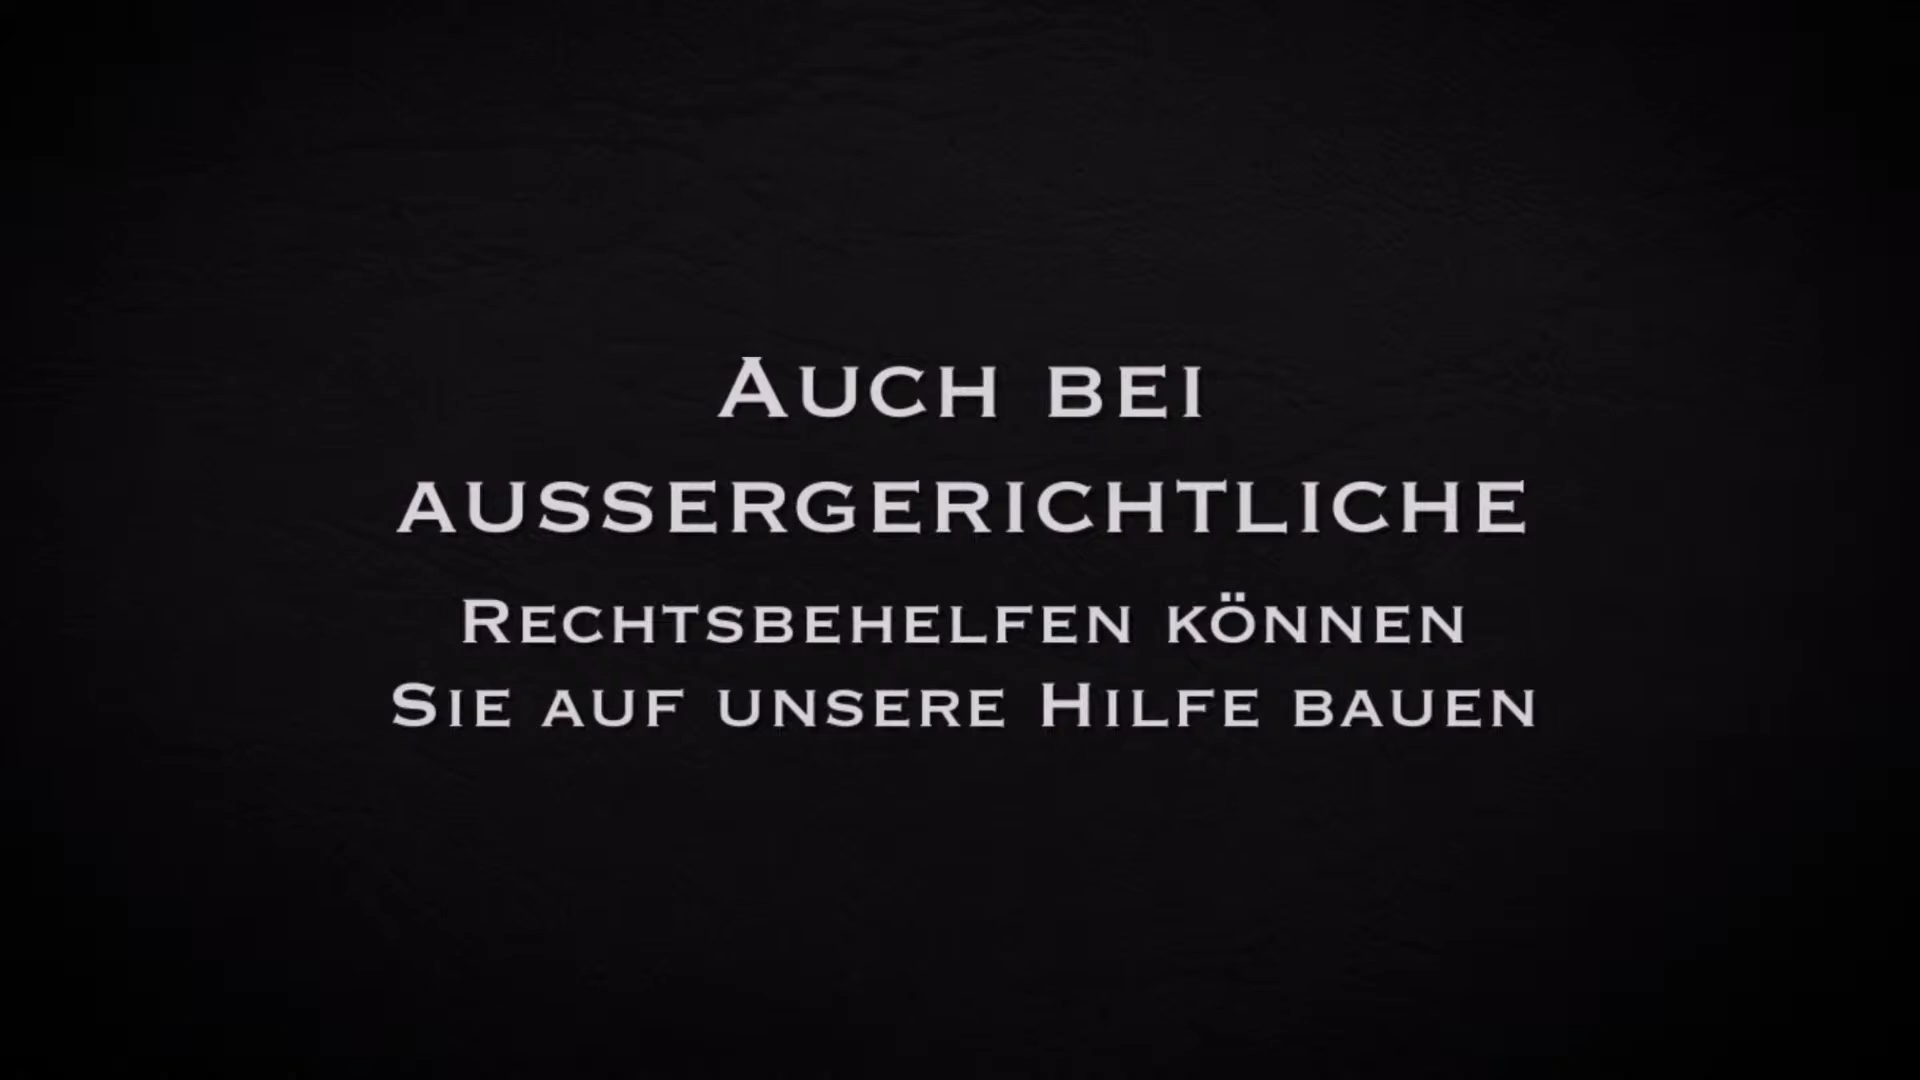 Auch bei
aussergerichtliche
Rechtsbehelfen können
Sie auf unsere Hilfe bauen